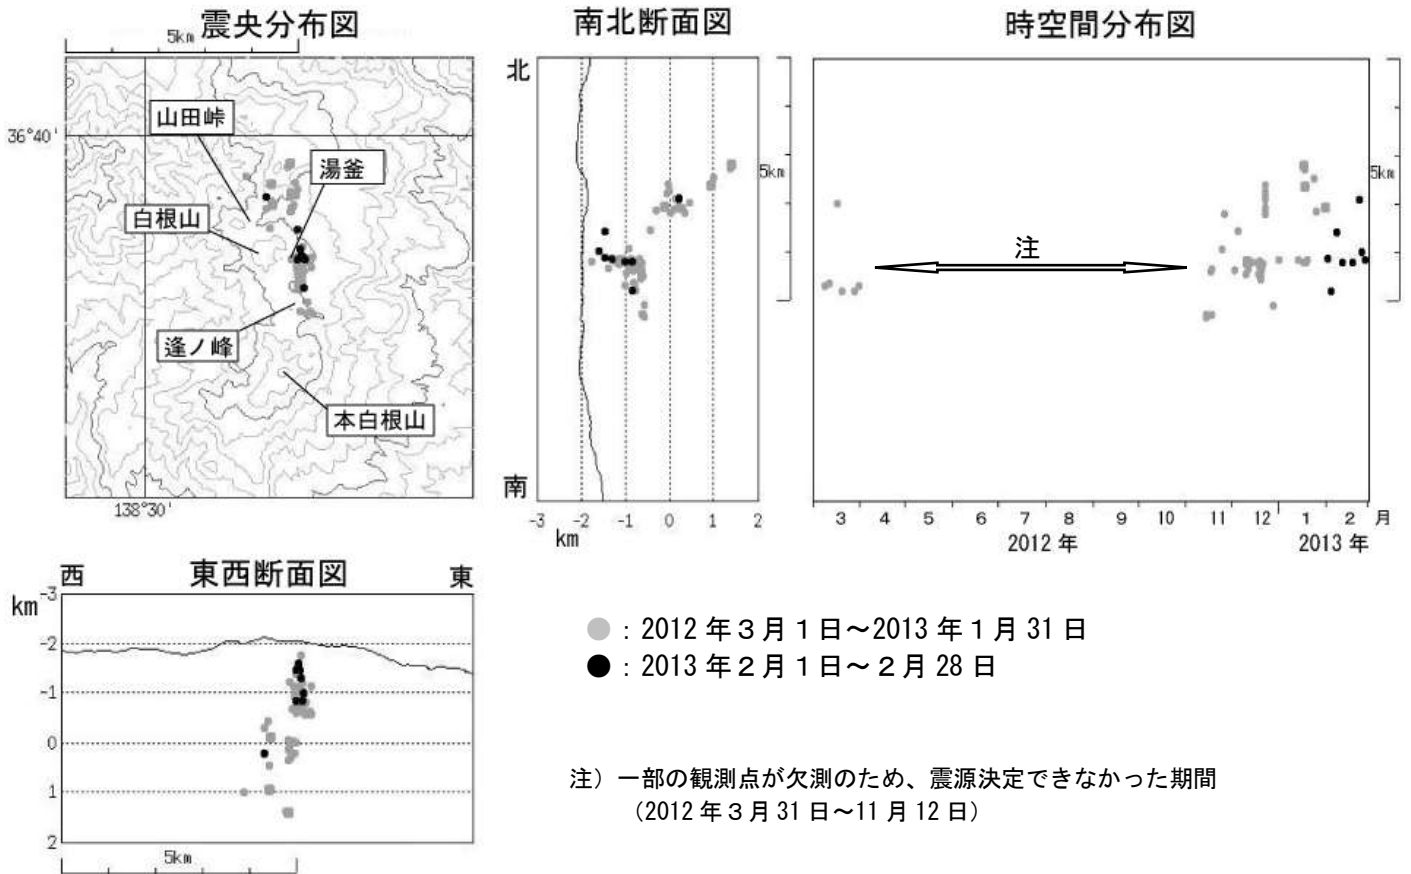 震央分布図
5km
36°40'
山田峠
湯釜
白根山
逢ノ峰
本白根山
138°30'
南北断面図
北
南
5km
-3 -2 -1 0 1 2
km
時空間分布図
注
5km
3 4 5 6 7 8 9 10 11 12 1 2 月
2012 年 2013 年
東西断面図
西 東
km
-3
-2
-1
0
1
2
5km
:2012 年3月1日~2013 年1月 31 日
:2013 年2月1日~2月 28 日
注)一部の観測点が欠測のため、震源決定できなかった期間
(2012 年3月 31 日~11 月 12 日)